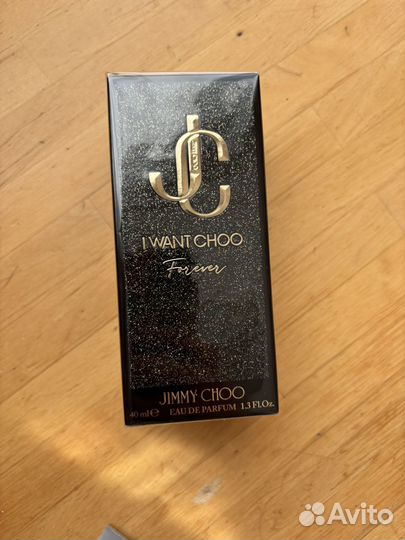 JC
I WANT CHOO
Forever
JIMMY CHOO
40 ml ℮ EAU DE PARFUM 1.3 Fl.Oz.
Avito